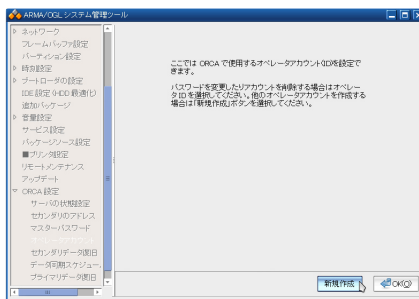 ARMA/OGL システム管理ツール
ネットワーク
フレームバッファ設定
パーティション設定
時刻設定
ブートローダの設定
IDE 設定 (HDD 最適化)
追加パッケージ
音量設定
サービス設定
パッケージソース設定
■プリンタ設定
リモートメンテナンス
アップデート
ORCA 設定
サーバの状態設定
セカンダリのアドレス
マスターパスワード
セカンダリデータ復旧
データ同期スケジュー.
プライマリデータ復旧
ここでは ORCA で使用するオペレータアカウント(ID)を設定で
きます。
パスワードを変更したりアカウントを削除する場合はオペレー
タ ID を選択してください。他のオペレータアカウントを作成する
場合は「新規作成」ボタンを選択してください。
新規作成
OK(O)